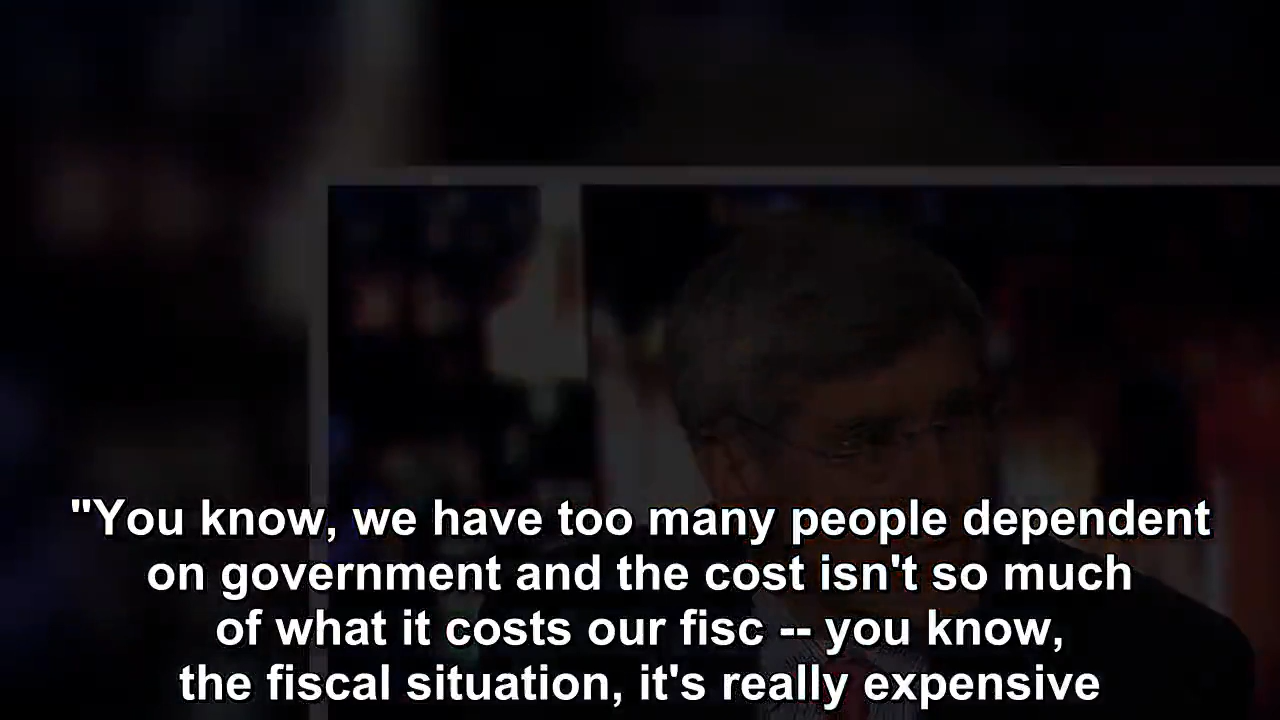 "You know, we have too many people dependent
on government and the cost isn't so much
of what it costs our fisc -- you know,
the fiscal situation, it's really expensive